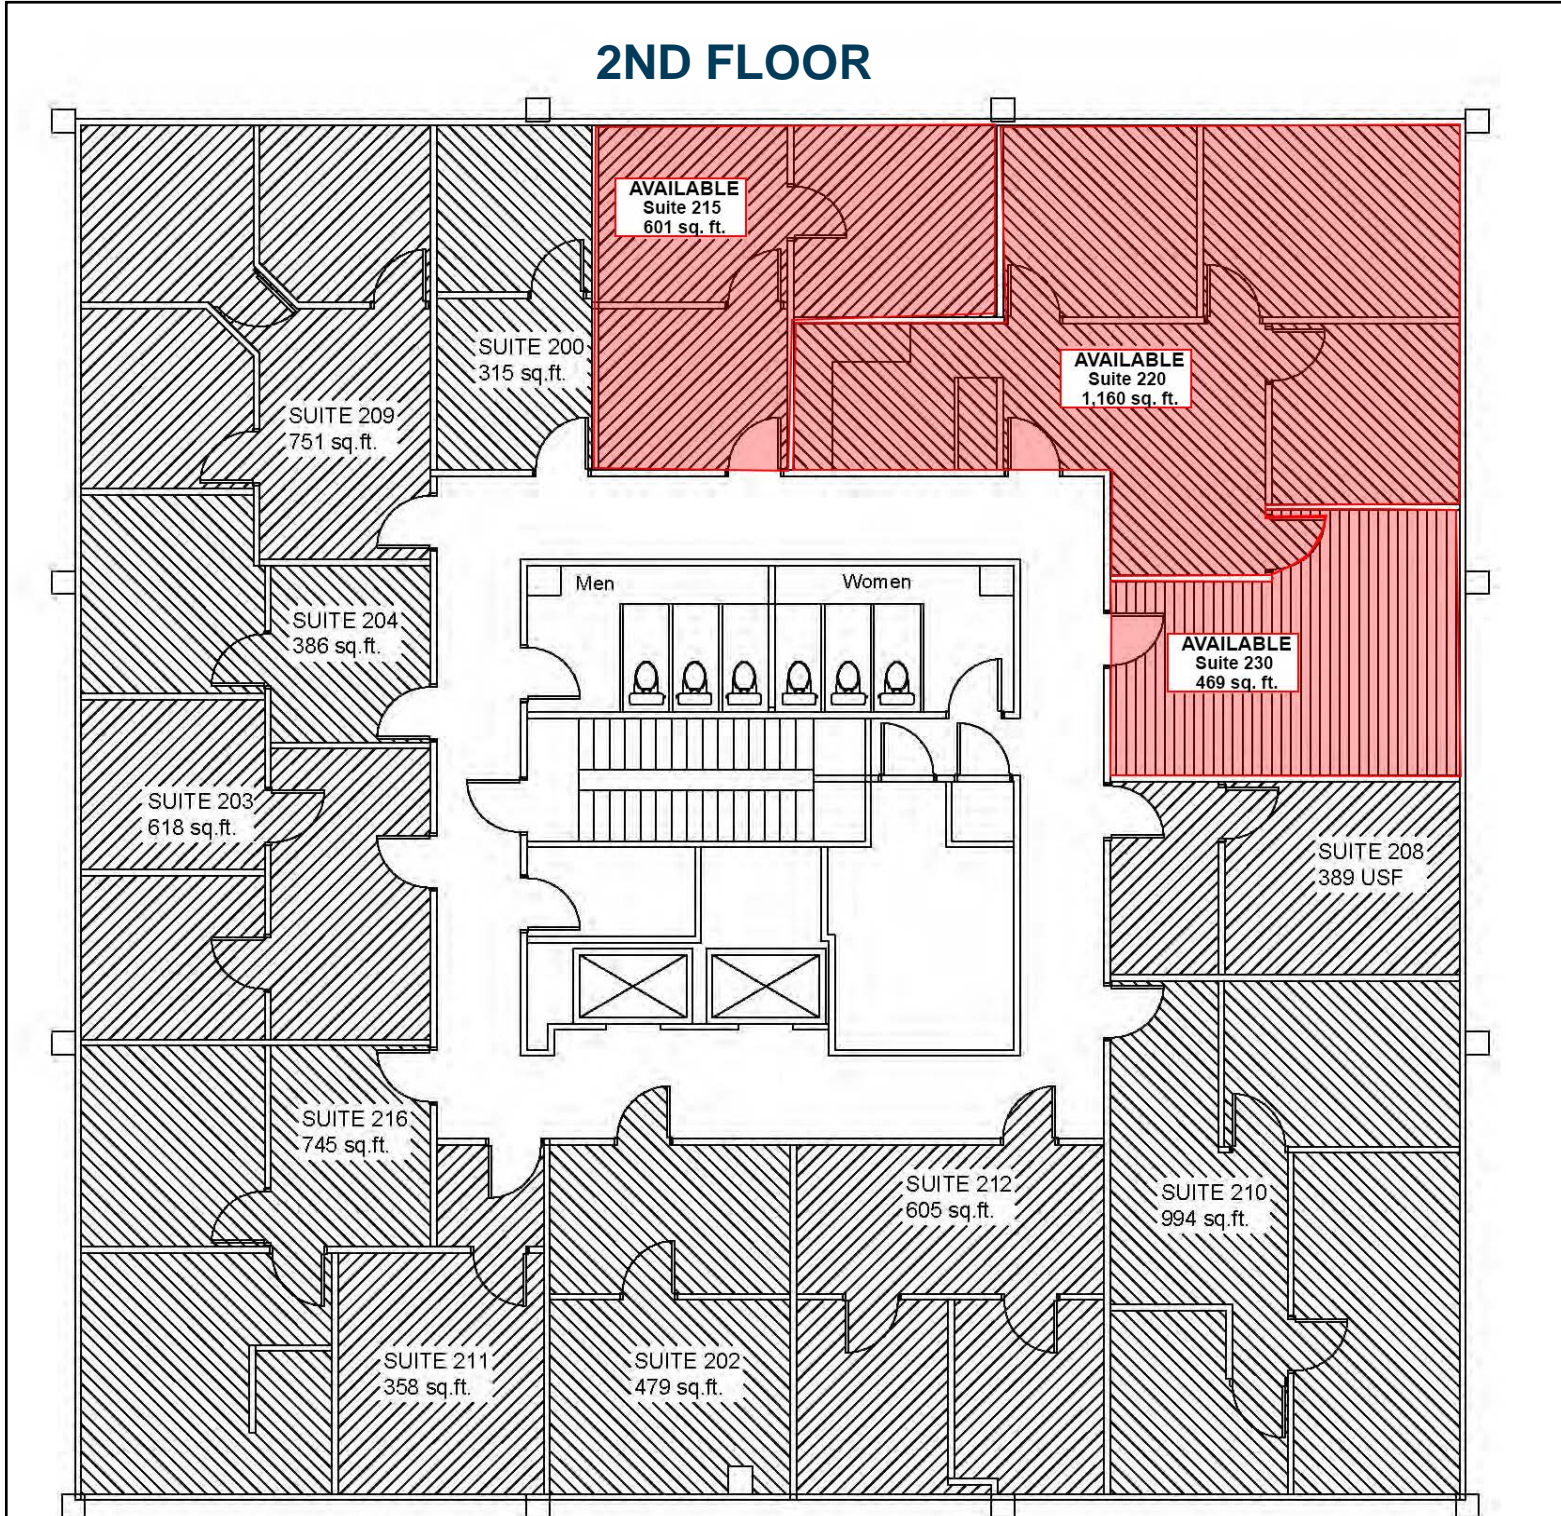 2ND FLOOR
AVAILABLE
Suite 215
601 sq. ft.
SUITE 200
315 sq.ft.
AVAILABLE
Suite 220
1,160 sq. ft.
SUITE 209
751 sq.ft.
Men
Women
SUITE 204
386 sq.ft.
AVAILABLE
Suite 230
469 sq. ft.
SUITE 203
618 sq.ft.
SUITE 208
389 USF
SUITE 216
745 sq.ft.
SUITE 212
605 sq.ft.
SUITE 210
994 sq.ft.
SUITE 211
358 sq.ft.
SUITE 202
479 sq.ft.